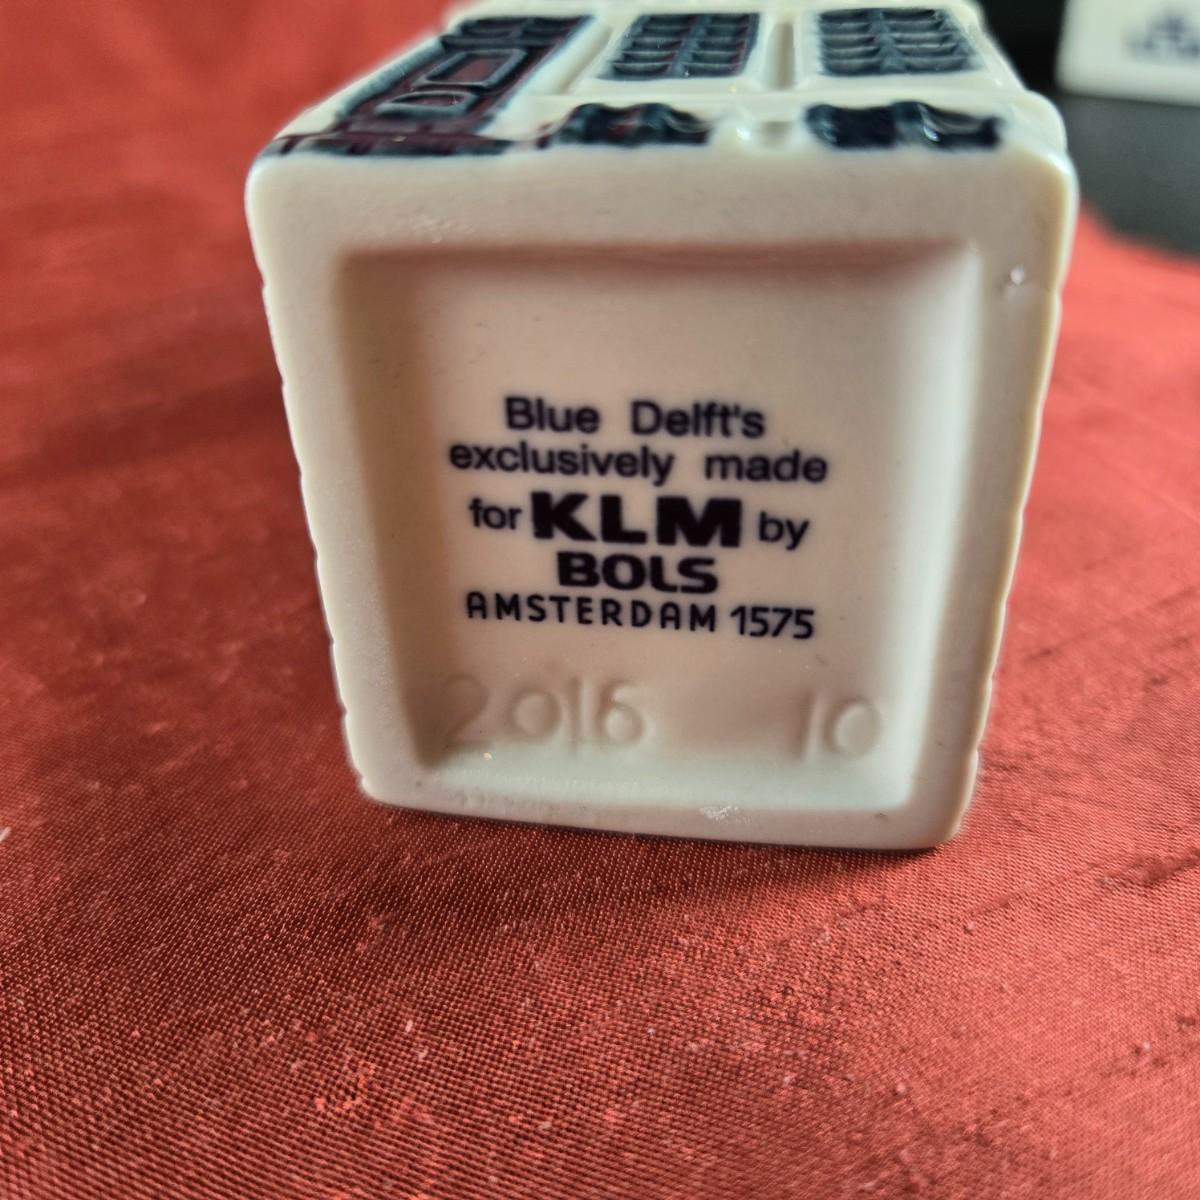 Blue Delft's
exclusively made
for KLM by
BOLS
AMSTERDAM 1575
2016 10